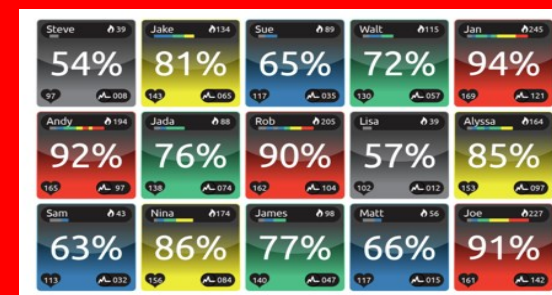 Steve 39 Jake 134 Sue 89 Walt 115 Jan 245
54% 81% 65% 72% 94%
97 008 143 065 117 035 130 057 169 121
Andy 194 Jada 88 Rob 205 Lisa 39 Alyssa 164
92% 76% 90% 57% 85%
165 97 138 074 162 104 102 012 153 097
Sam 43 Nina 174 James 98 Matt 56 Joe 227
63% 86% 77% 66% 91%
113 032 156 084 140 047 117 015 161 142